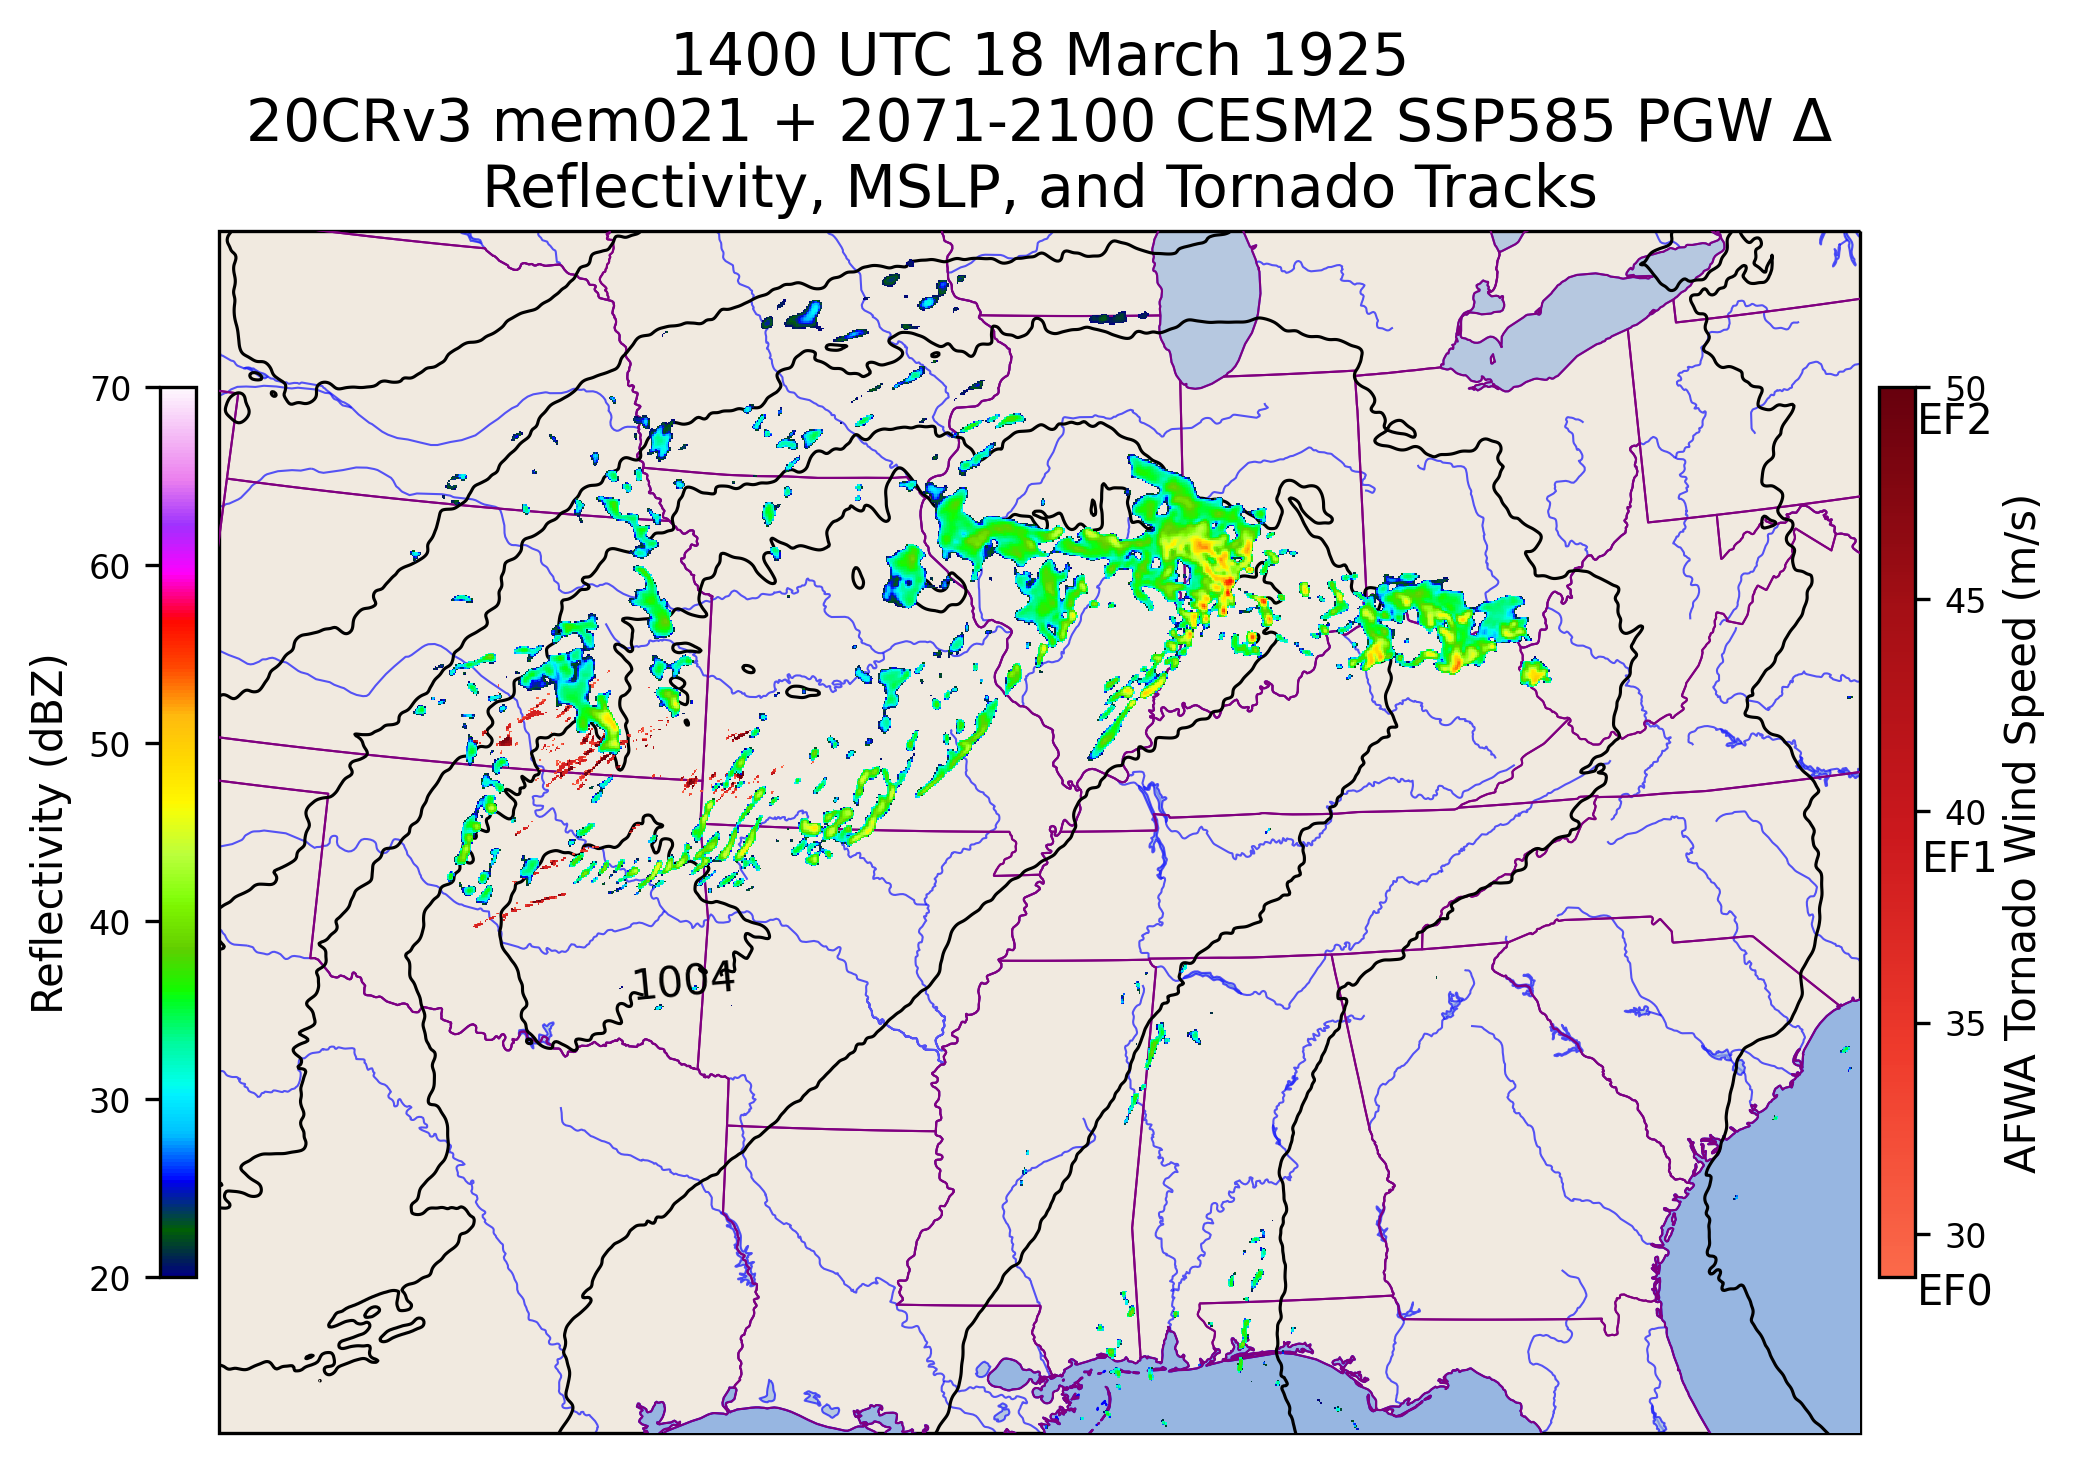 1400 UTC 18 March 1925
20CRv3 mem021 + 2071-2100 CESM2 SSP585 PGW Δ
Reflectivity, MSLP, and Tornado Tracks
Reflectivity (dBZ)
70
60
50
40
30
20
1004
50
EF2
45
40
EF1
35
30
EF0
AFWA Tornado Wind Speed (m/s)